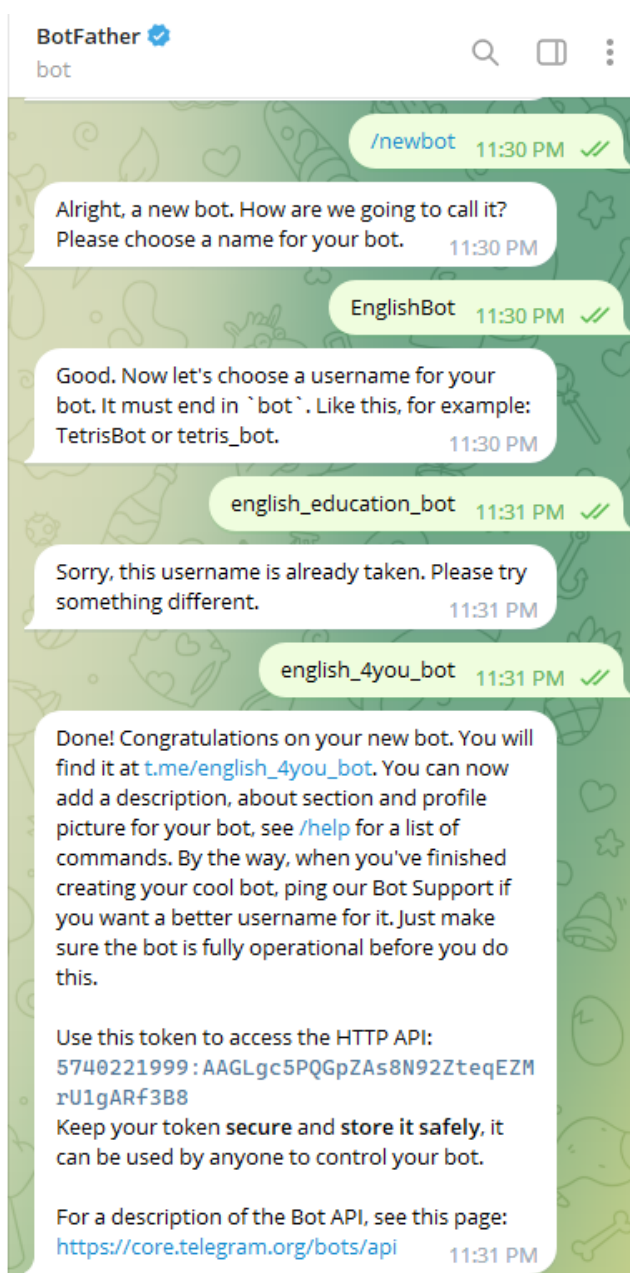 BotFather
bot
/newbot 11:30 PM
Alright, a new bot. How are we going to call it?
Please choose a name for your bot. 11:30 PM
EnglishBot 11:30 PM
Good. Now let's choose a username for your
bot. It must end in `bot`. Like this, for example:
TetrisBot or tetris_bot. 11:30 PM
english_education_bot 11:31 PM
Sorry, this username is already taken. Please try
something different. 11:31 PM
english_4you_bot 11:31 PM
Done! Congratulations on your new bot. You will
find it at t.me/english_4you_bot. You can now
add a description, about section and profile
picture for your bot, see /help for a list of
commands. By the way, when you've finished
creating your cool bot, ping our Bot Support if
you want a better username for it. Just make
sure the bot is fully operational before you do
this.
Use this token to access the HTTP API:
5740221999:AAGLgc5PQGpZAs8N92ZteqEZM
rU1gARf3B8
Keep your token secure and store it safely, it
can be used by anyone to control your bot.
For a description of the Bot API, see this page:
https://core.telegram.org/bots/api 11:31 PM